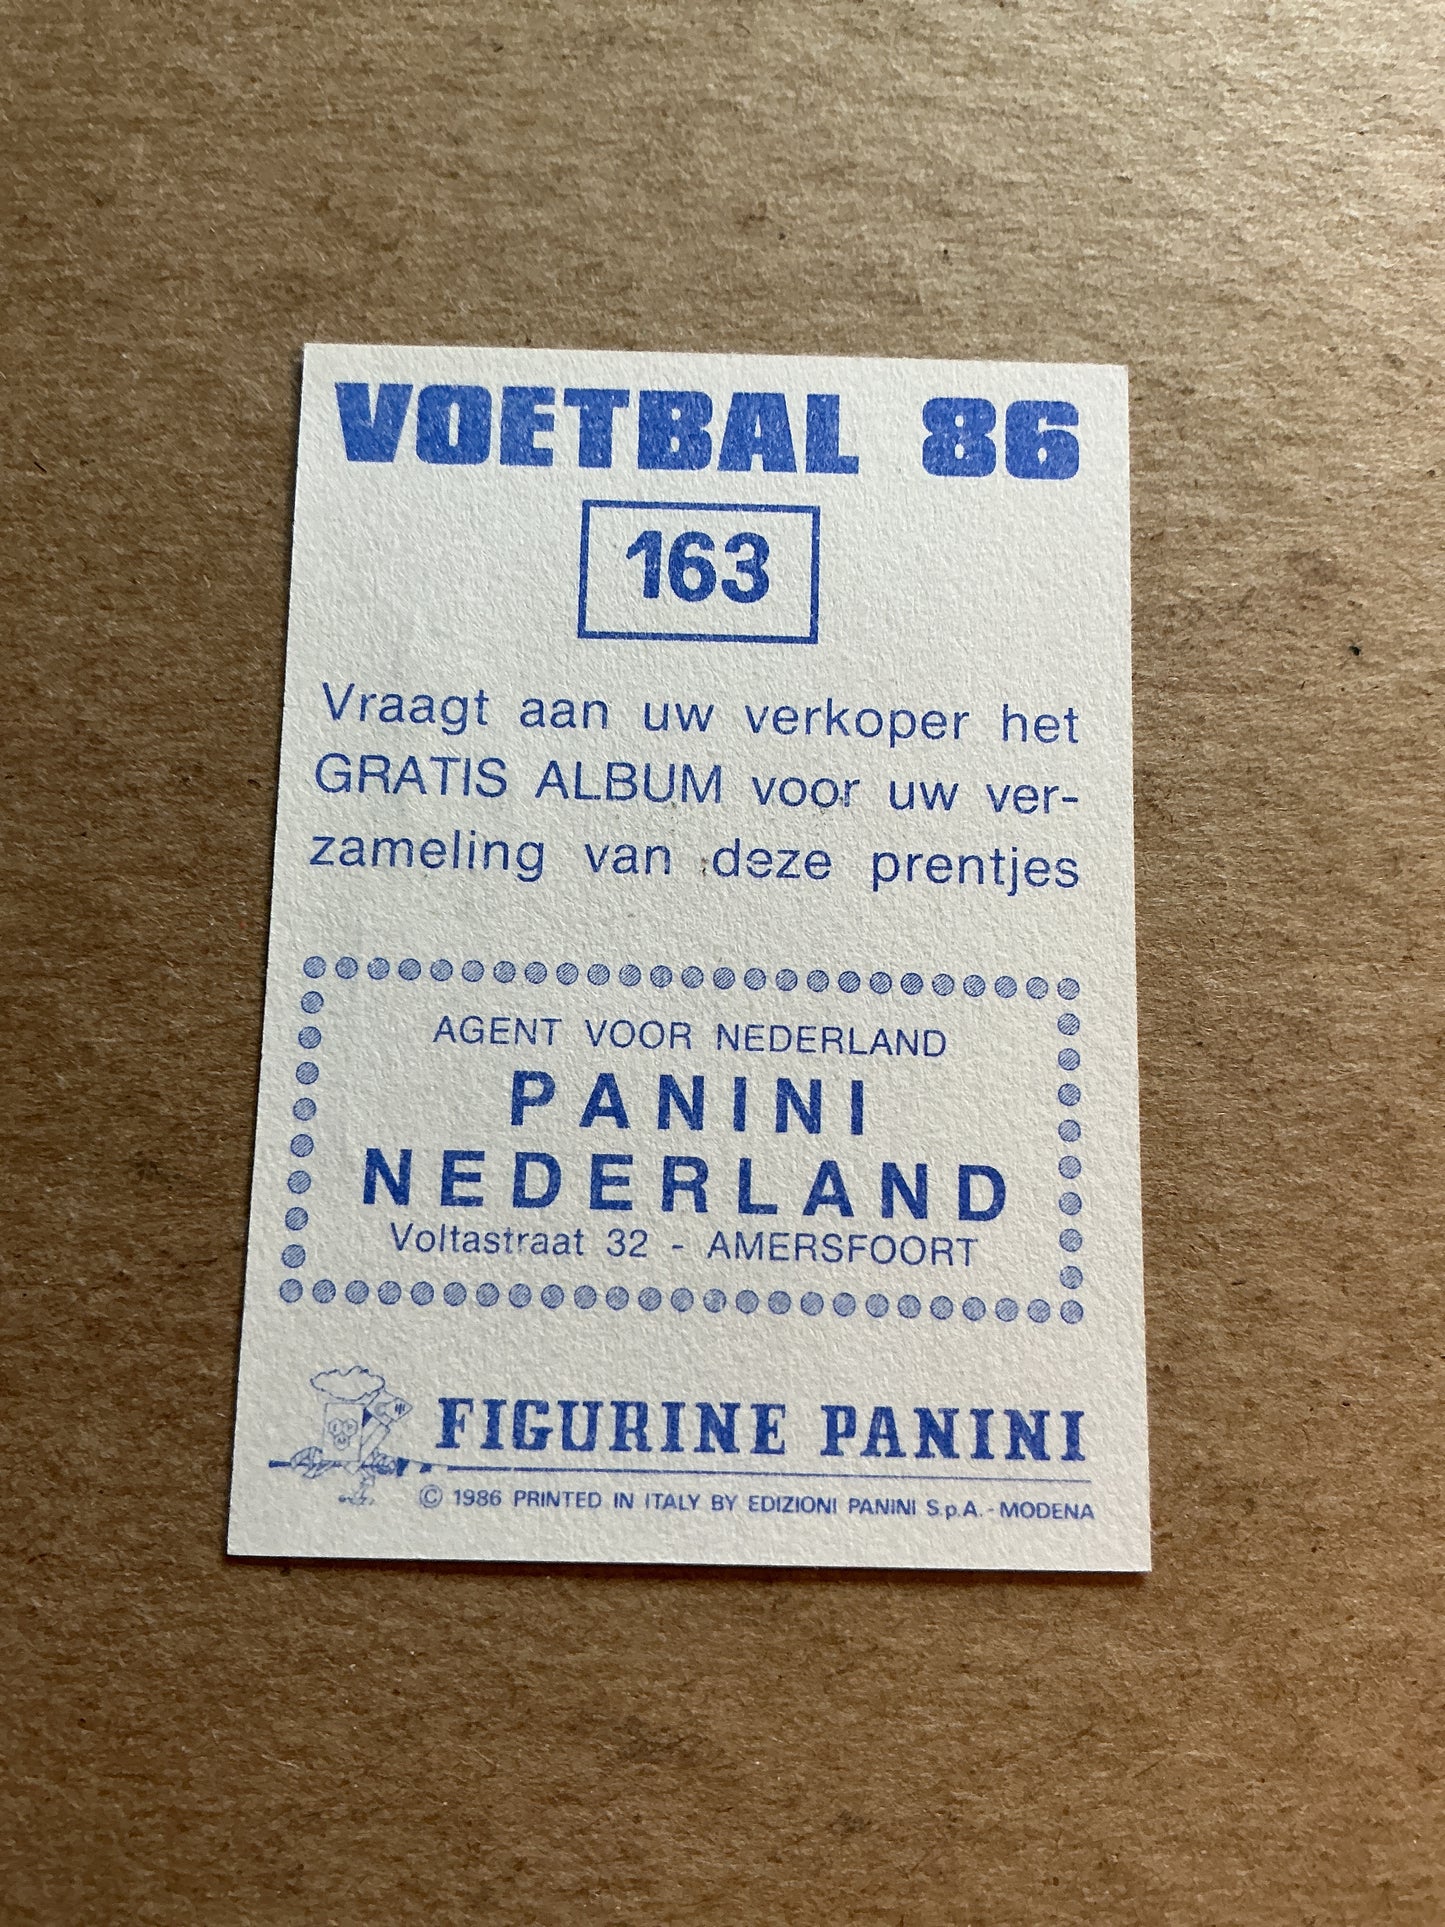 VOETBAL 86
163
Vraagt aan uw verkoper het
GRATIS ALBUM voor uw ver-
zameling van deze prentjes
AGENT VOOR NEDERLAND
PANINI
NEDERLAND
Voltastraat 32 - AMERSFOORT
FIGURINE PANINI
© 1986 PRINTED IN ITALY BY EDIZIONI PANINI S.p.A. - MODENA